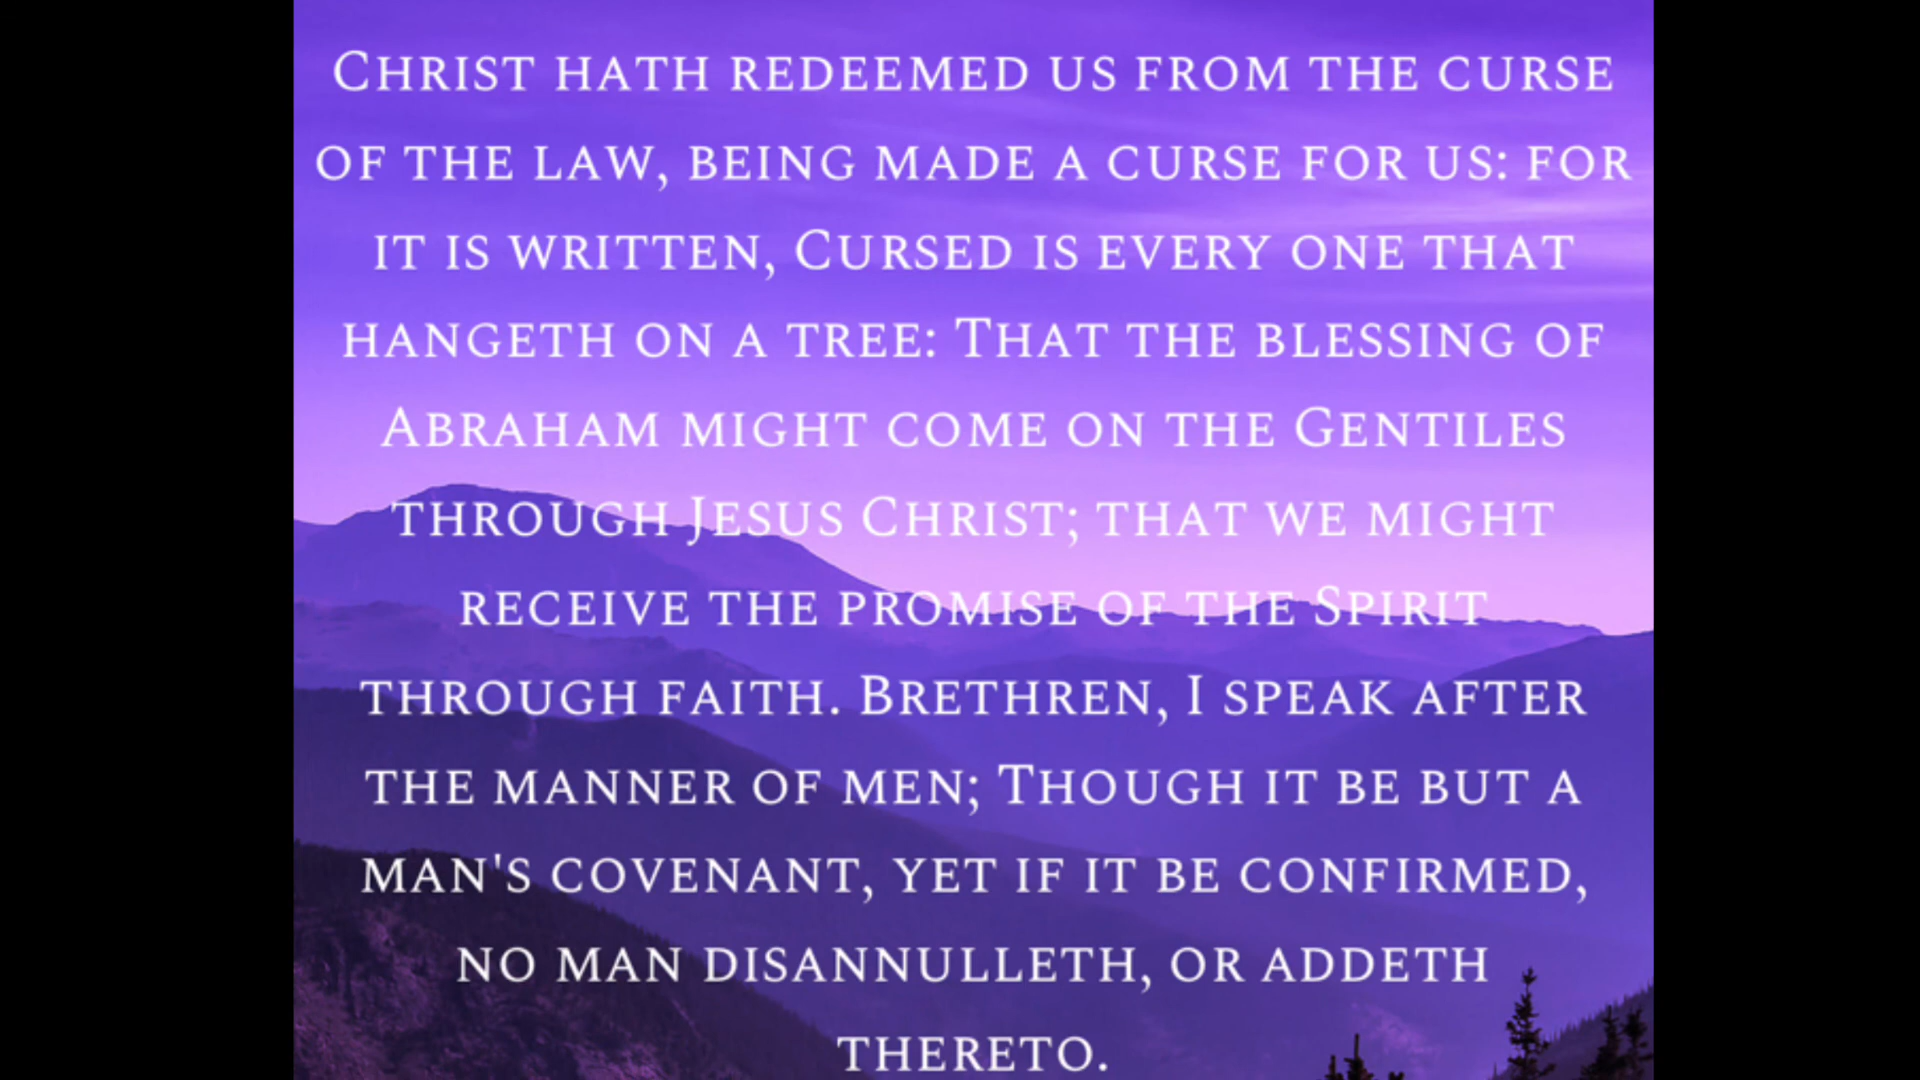 Christ hath redeemed us from the curse
of the law, being made a curse for us: for
it is written, Cursed is every one that
hangeth on a tree: That the blessing of
Abraham might come on the Gentiles
through Jesus Christ; that we might
receive the promise of the Spirit
through faith. Brethren, I speak after
the manner of men; Though it be but a
man's covenant, yet if it be confirmed,
no man disannulleth, or addeth
thereto.